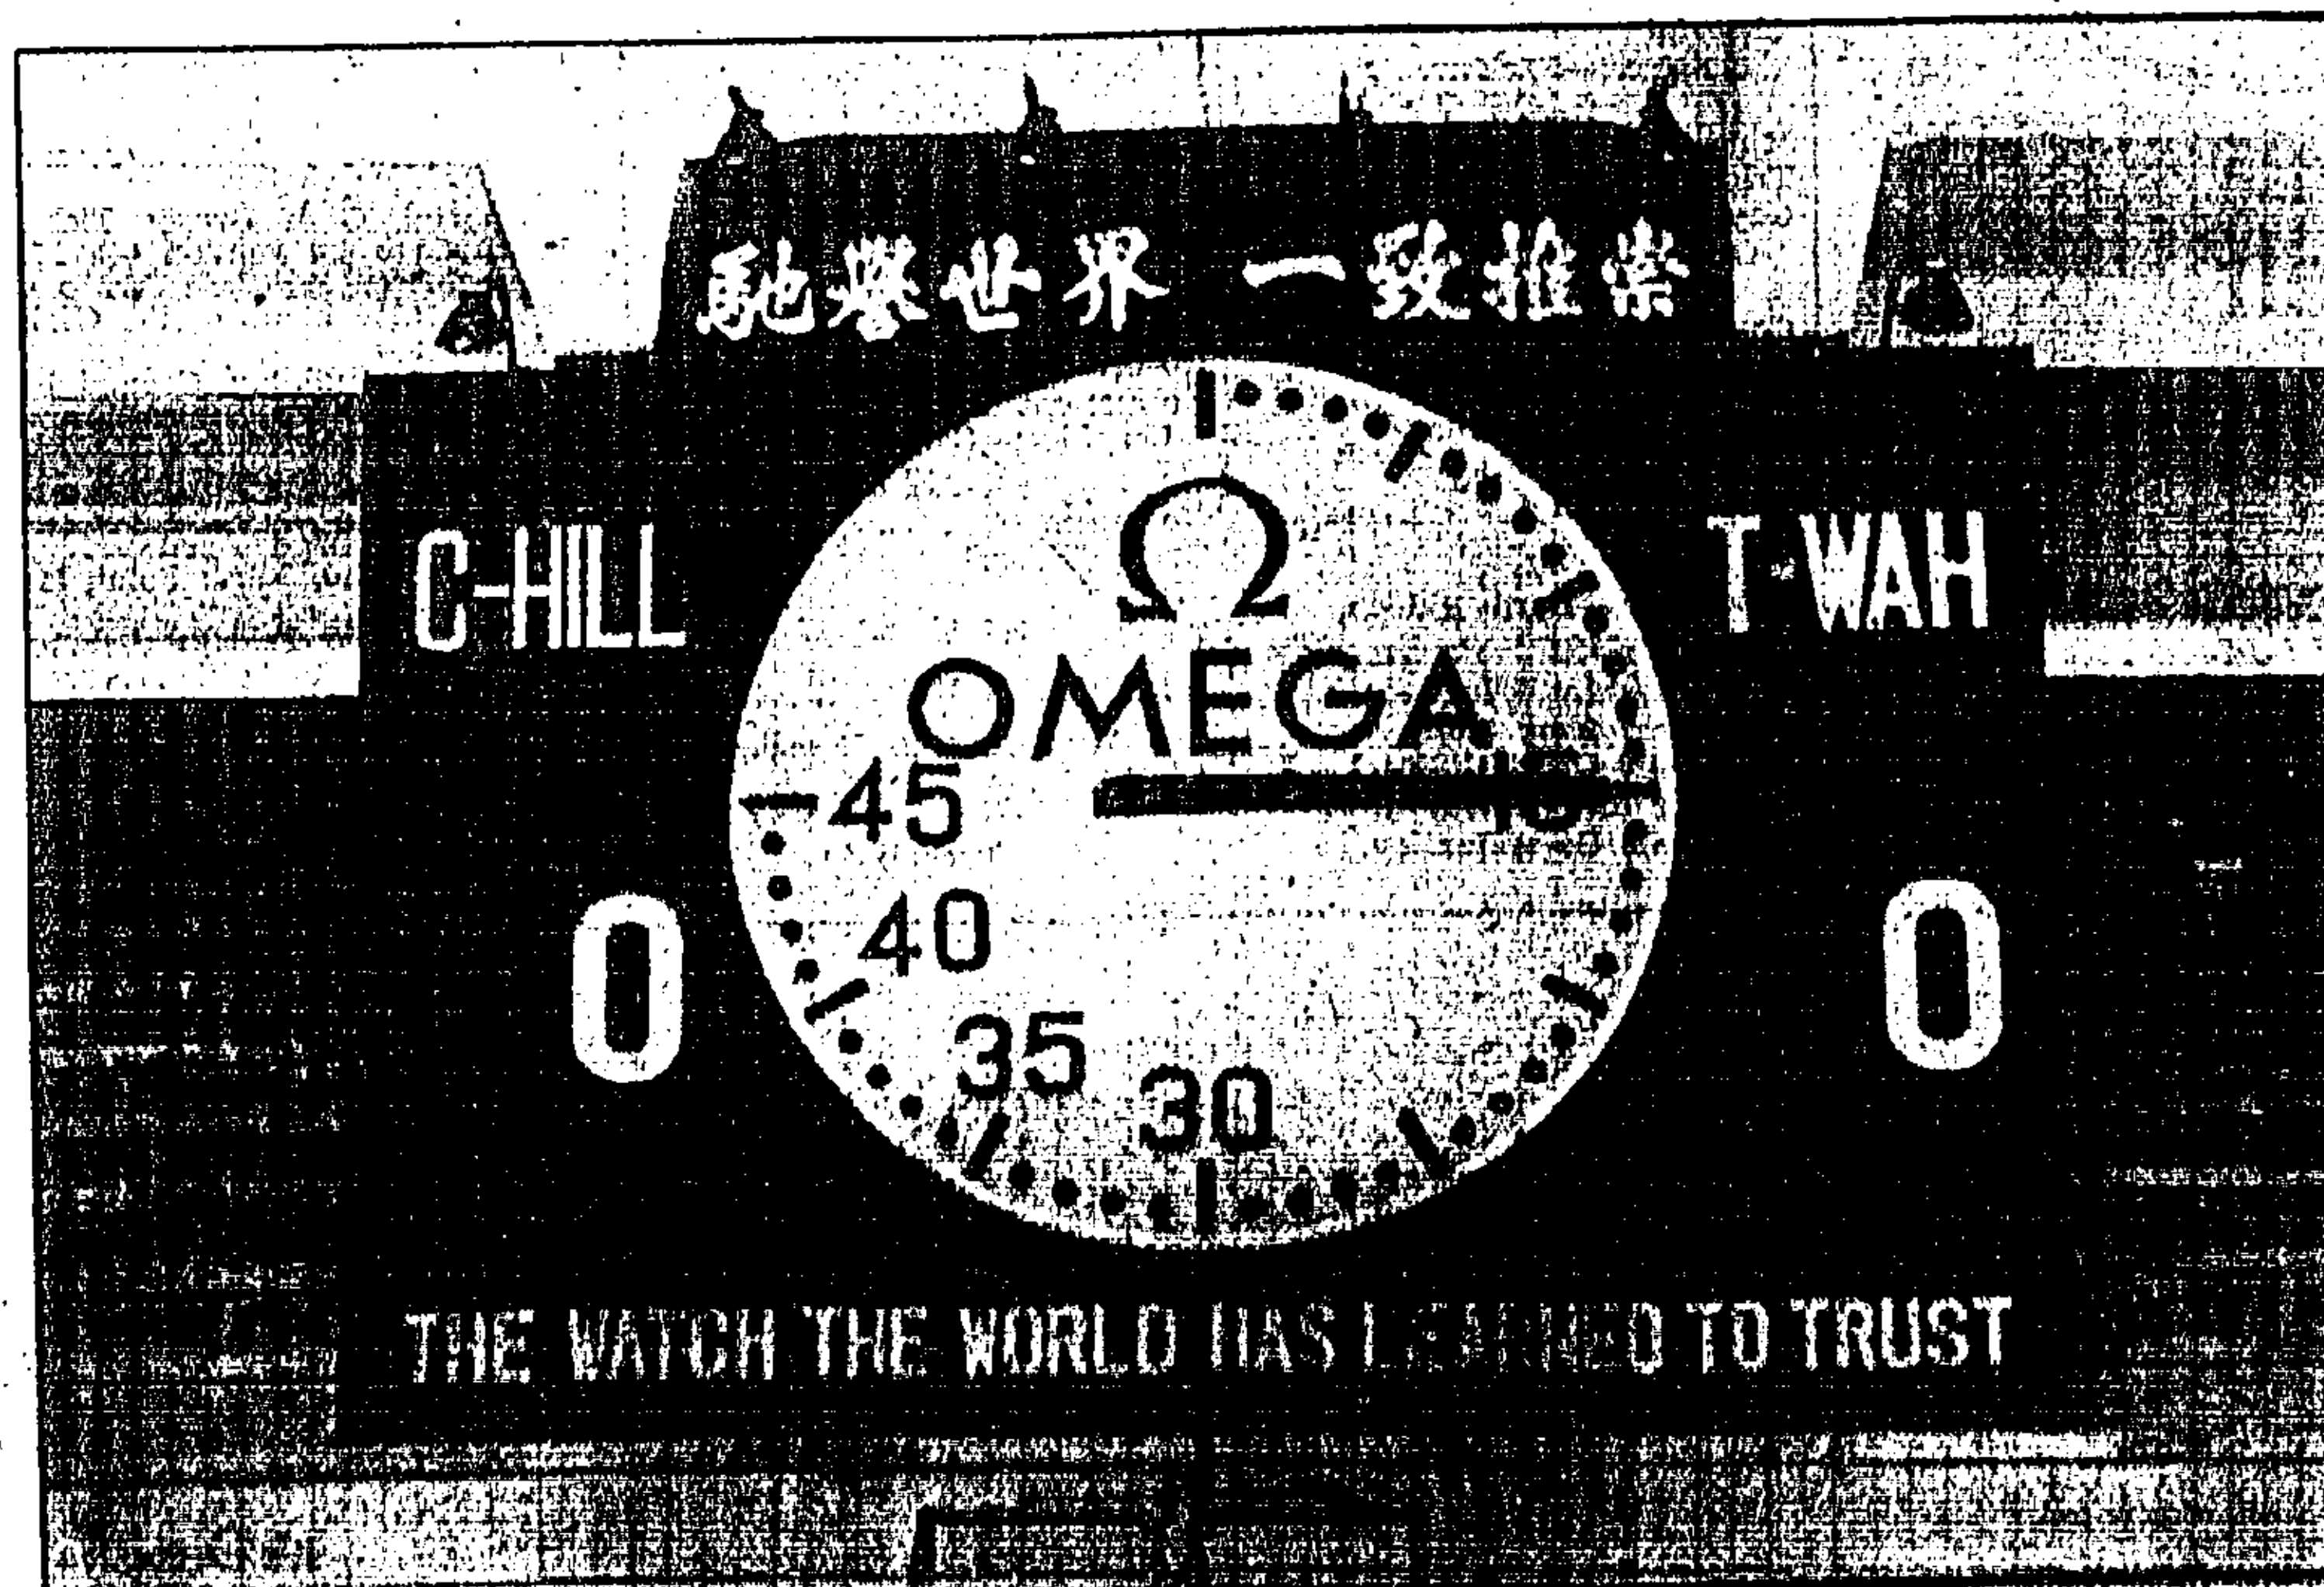 馳譽世界 一致推崇
C-HILL
T-WAH
Ω
OMEGA
45
40
35
30
0
0
THE WATCH THE WORLD HAS LEARNED TO TRUST